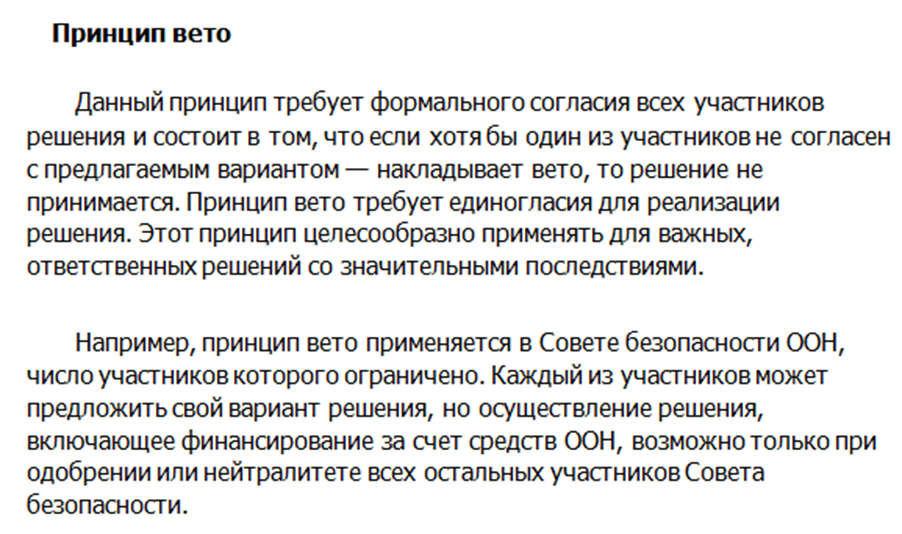 Принцип вето
Данный принцип требует формального согласия всех участников
решения и состоит в том, что если хотя бы один из участников не согласен
с предлагаемым вариантом — накладывает вето, то решение не
принимается. Принцип вето требует единогласия для реализации
решения. Этот принцип целесообразно применять для важных,
ответственных решений со значительными последствиями.
Например, принцип вето применяется в Совете безопасности ООН,
число участников которого ограничено. Каждый из участников может
предложить свой вариант решения, но осуществление решения,
включающее финансирование за счет средств ООН, возможно только при
одобрении или нейтралитете всех остальных участников Совета
безопасности.